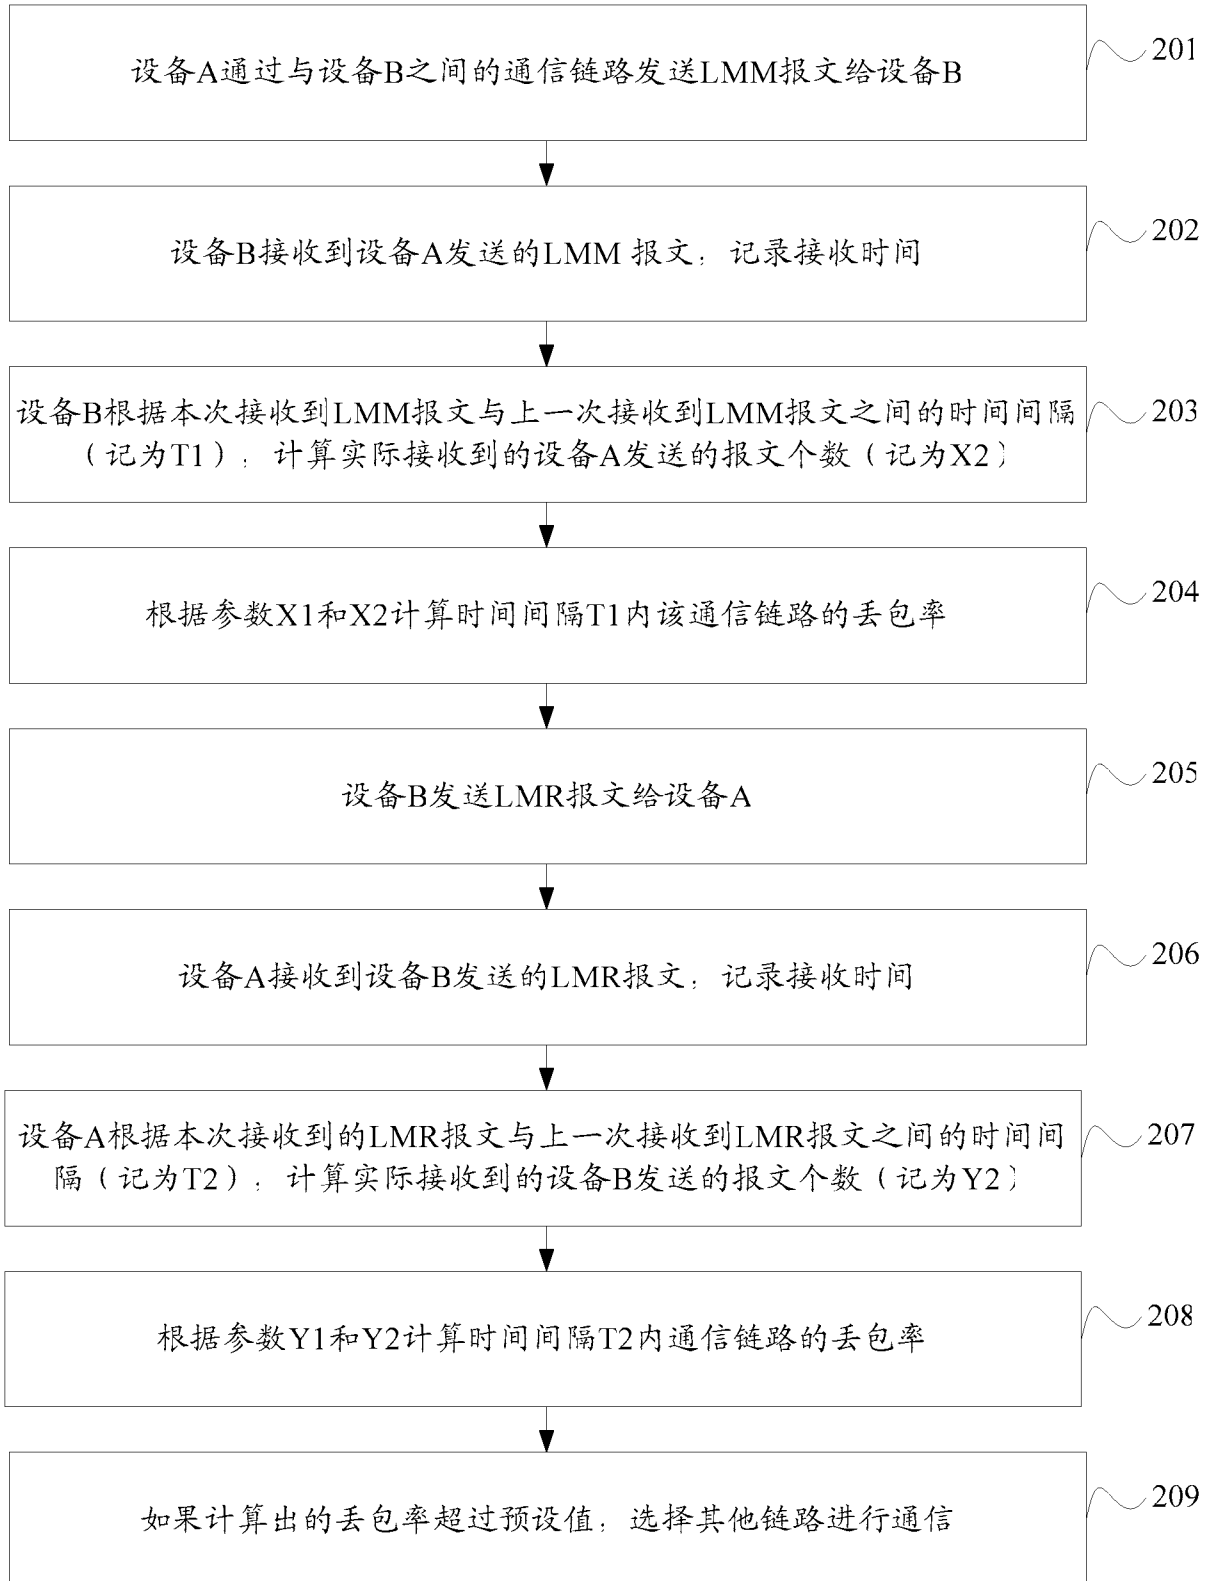 设备A通过与设备B之间的通信链路发送LMM报文给设备B
201
设备B接收到设备A发送的LMM 报文，记录接收时间
202
设备B根据本次接收到LMM报文与上一次接收到LMM报文之间的时间间隔
（记为T1），计算实际接收到的设备A发送的报文个数（记为X2）
203
根据参数X1和X2计算时间间隔T1内该通信链路的丢包率
204
设备B发送LMR报文给设备A
205
设备A接收到设备B发送的LMR报文，记录接收时间
206
设备A根据本次接收到的LMR报文与上一次接收到LMR报文之间的时间间
隔（记为T2），计算实际接收到的设备B发送的报文个数（记为Y2）
207
根据参数Y1和Y2计算时间间隔T2内通信链路的丢包率
208
如果计算出的丢包率超过预设值，选择其他链路进行通信
209